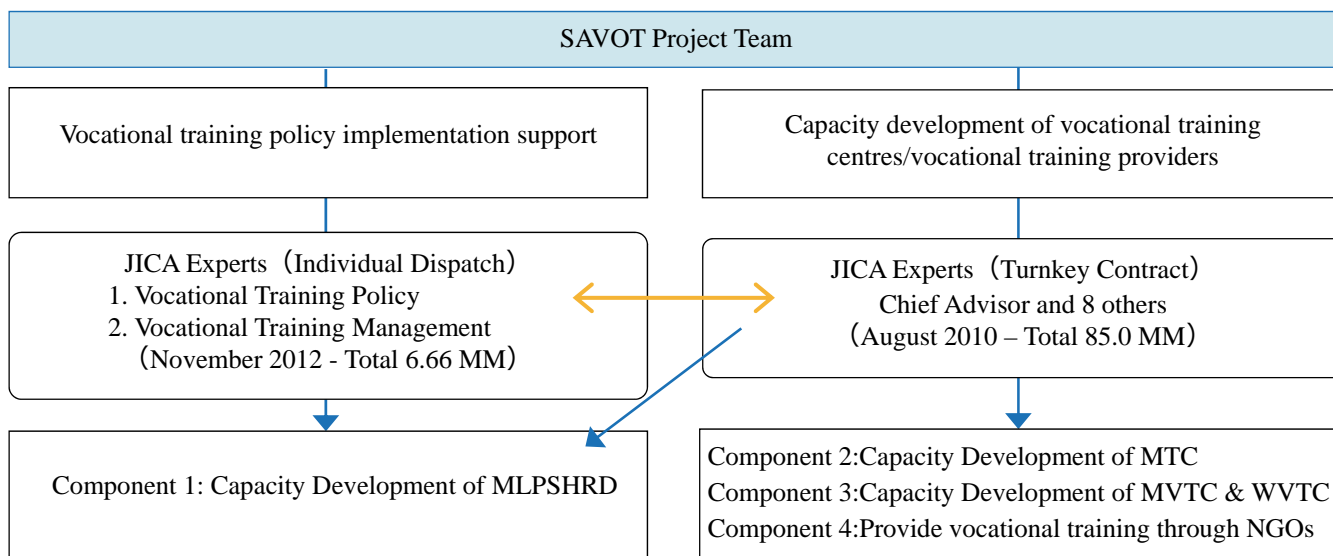 SAVOT Project Team
Vocational training policy implementation support
Capacity development of vocational training
centres/vocational training providers
JICA Experts（Individual Dispatch）
1. Vocational Training Policy
2. Vocational Training Management
（November 2012 - Total 6.66 MM）
JICA Experts（Turnkey Contract）
Chief Advisor and 8 others
（August 2010 – Total 85.0 MM）
Component 1: Capacity Development of MLPSHRD
Component 2:Capacity Development of MTC
Component 3:Capacity Development of MVTC & WVTC
Component 4:Provide vocational training through NGOs